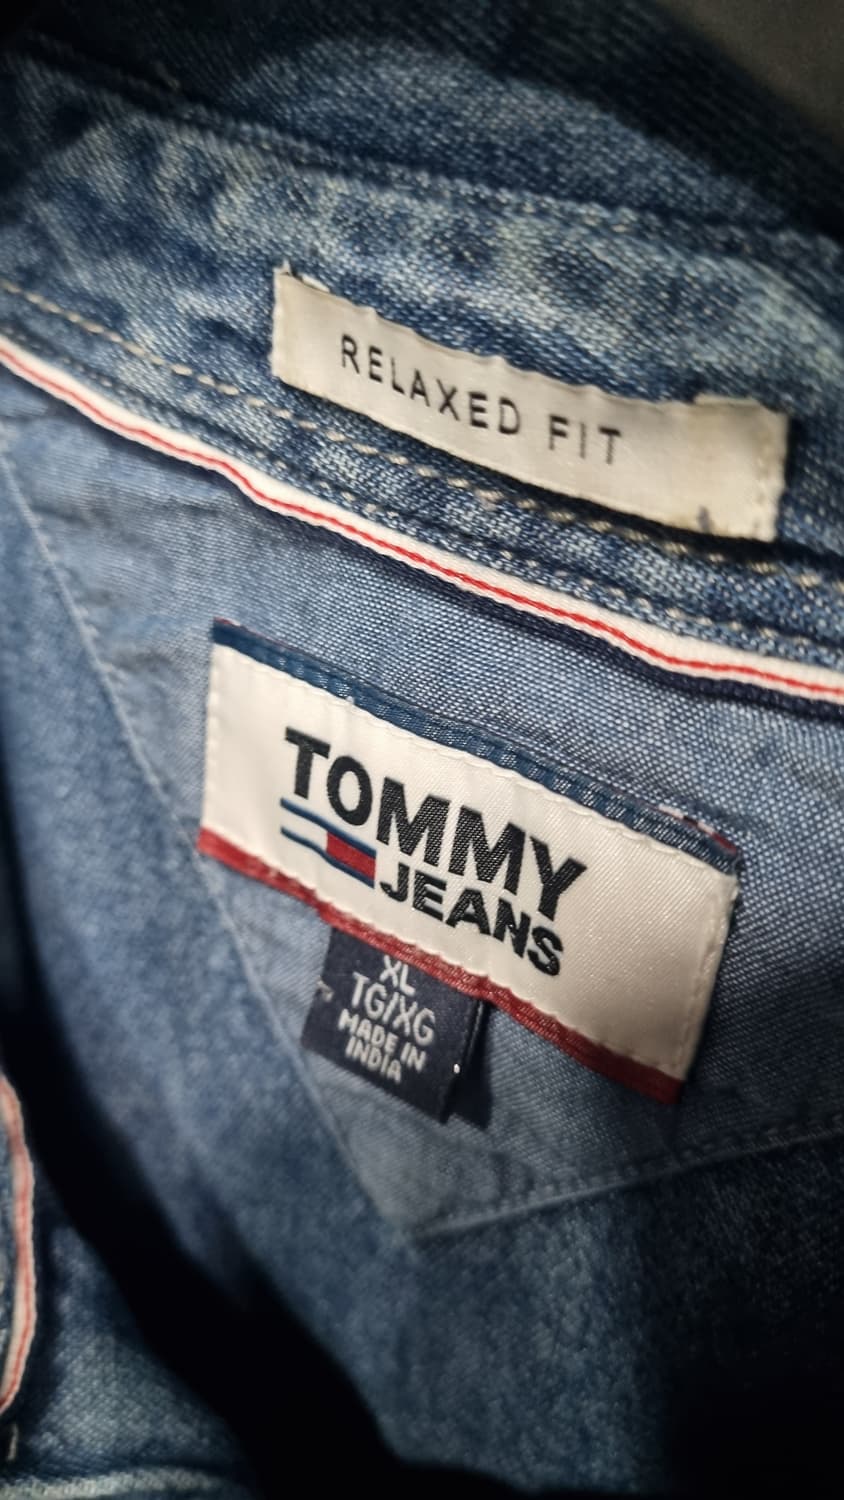 RELAXED FIT
TOMMY
JEANS
XL
TG/XG
MADE IN
INDIA